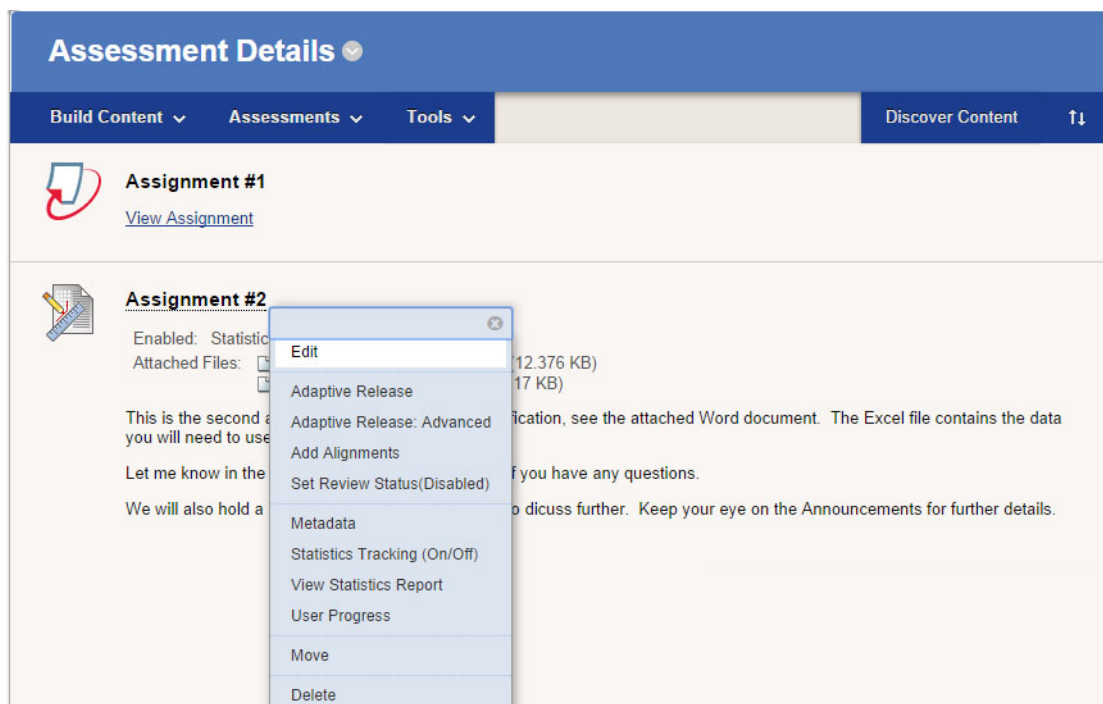 Assessment Details
Build Content Assessments Tools Discover Content
Assignment #1
View Assignment
Assignment #2
Enabled: Statistic
Attached Files: (12.376 KB)
17 KB)
This is the second a ification, see the attached Word document. The Excel file contains the data
you will need to use
Let me know in the f you have any questions.
We will also hold a o dicuss further. Keep your eye on the Announcements for further details.
Edit
Adaptive Release
Adaptive Release: Advanced
Add Alignments
Set Review Status(Disabled)
Metadata
Statistics Tracking (On/Off)
View Statistics Report
User Progress
Move
Delete